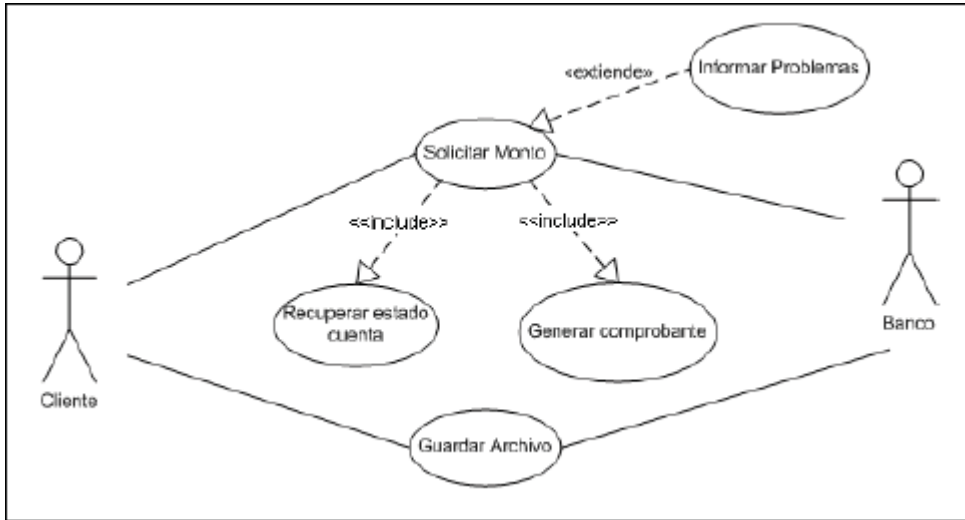 «extiende»
Informar Problemas
Solicitar Monto
<<include>>
<<include>>
Recuperar estado
cuenta
Generar comprobante
Banco
Cliente
Guardar Archivo